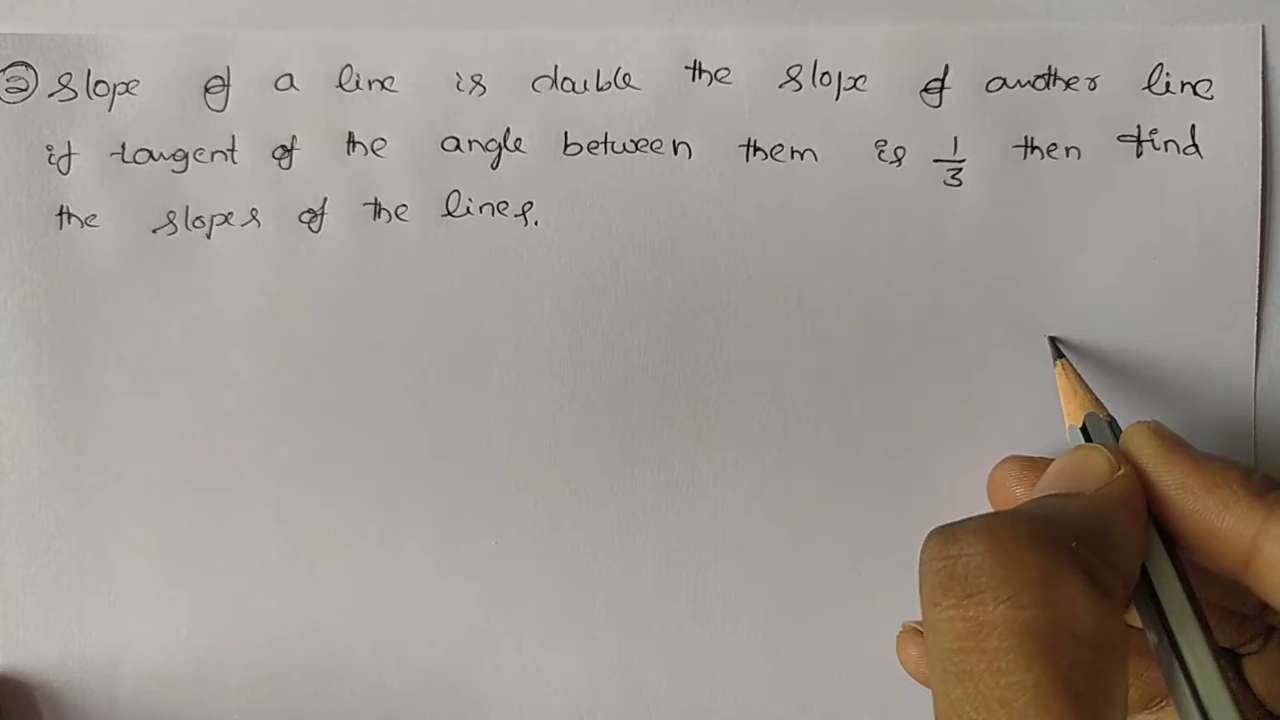 ② Slope of a line is double the slope of another line
if tangent of the angle between them is 1/3 then find
the slopes of the lines.